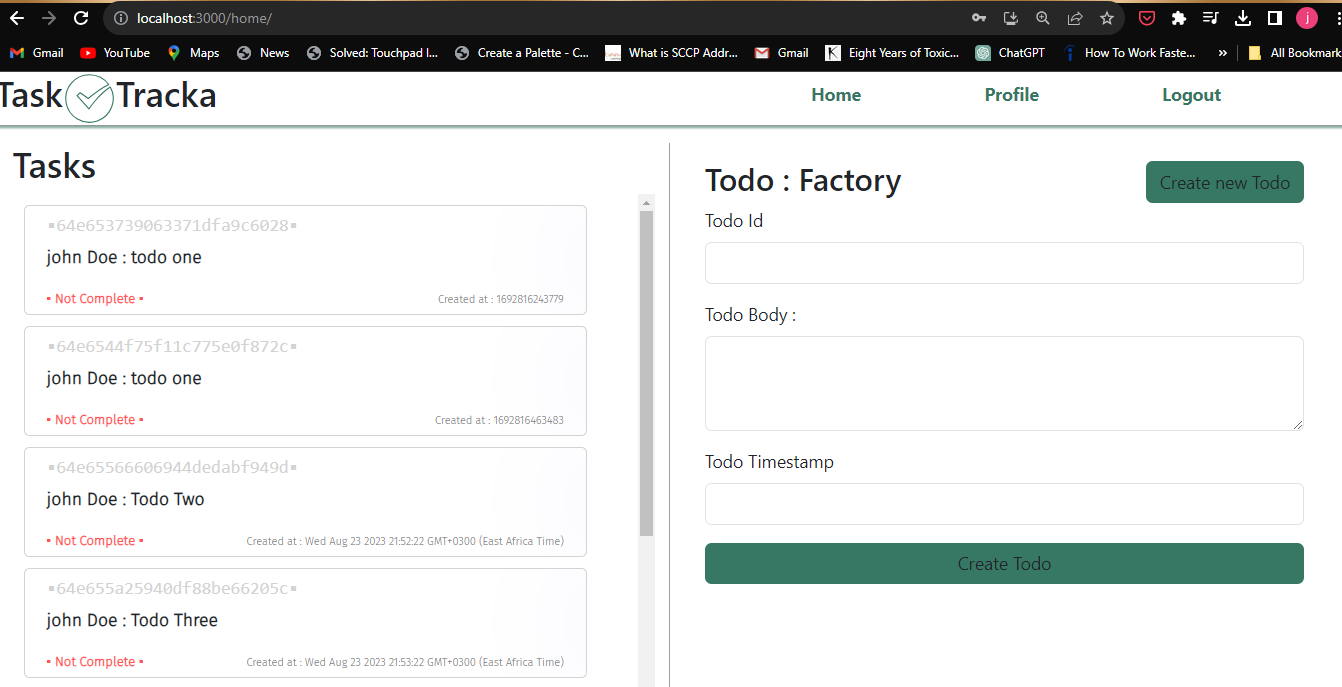 localhost:3000/home/
Gmail YouTube Maps News Solved: Touchpad I... Create a Palette - C... What is SCCP Addr... Gmail Eight Years of Toxic... ChatGPT How To Work Faste... » All Bookmark
Task Tracka Home Profile Logout
Tasks
▪64e653739063371dfa9c6028▪
john Doe : todo one
▪ Not Complete ▪ Created at : 1692816243779
▪64e6544f75f11c775e0f872c▪
john Doe : todo one
▪ Not Complete ▪ Created at : 1692816463483
▪64e65566606944dedabf949d▪
john Doe : Todo Two
▪ Not Complete ▪ Created at : Wed Aug 23 2023 21:52:22 GMT+0300 (East Africa Time)
▪64e655a25940df88be66205c▪
john Doe : Todo Three
▪ Not Complete ▪ Created at : Wed Aug 23 2023 21:53:22 GMT+0300 (East Africa Time)
Todo : Factory
Create new Todo
Todo Id
Todo Body :
Todo Timestamp
Create Todo